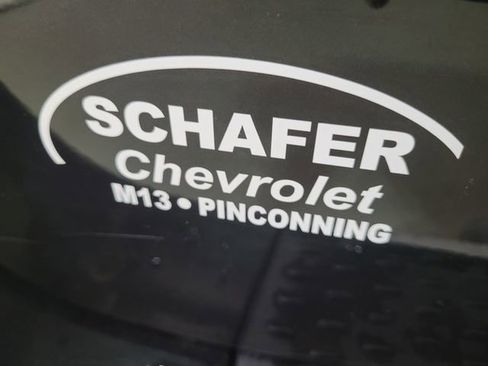 SCHAFER
Chevrolet
M13 • PINCONNING